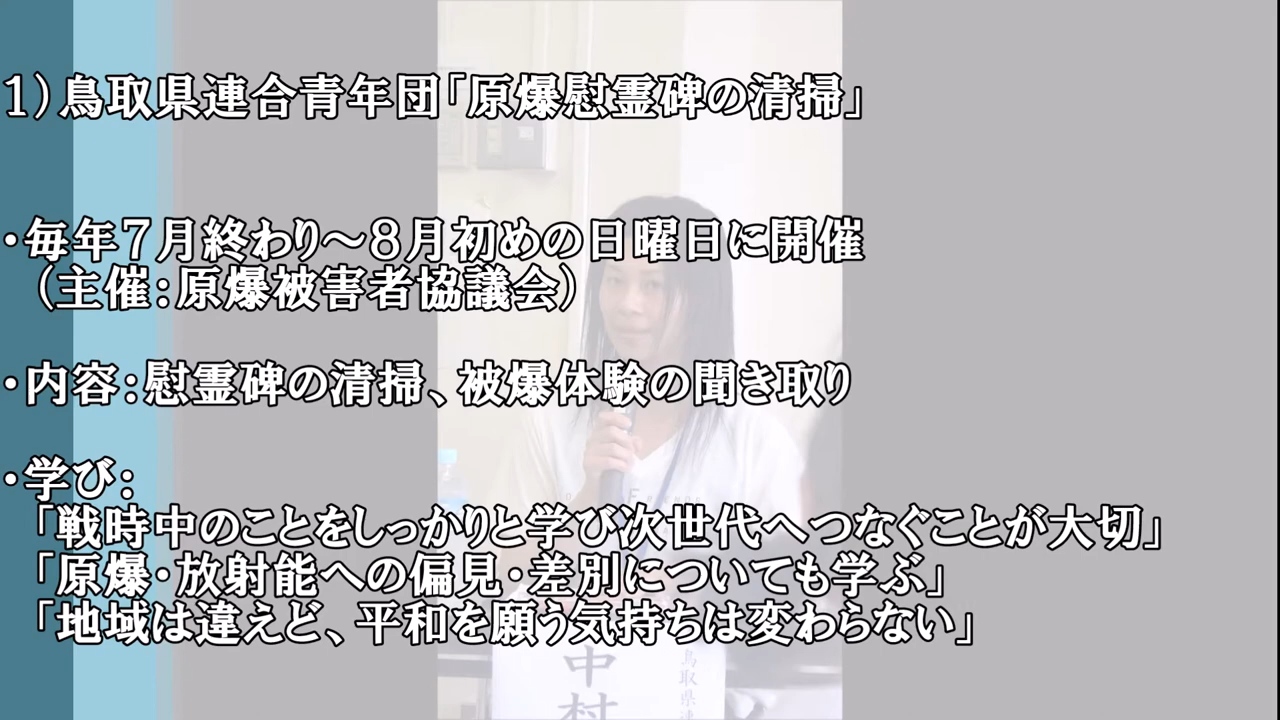 １）鳥取県連合青年団「原爆慰霊碑の清掃」
・毎年７月終わり～８月初めの日曜日に開催
（主催：原爆被害者協議会）
・内容：慰霊碑の清掃、被爆体験の聞き取り
・学び：
「戦時中のことをしっかりと学び次世代へつなぐことが大切」
「原爆・放射能への偏見・差別についても学ぶ」
「地域は違えど、平和を願う気持ちは変わらない」
鳥取県連
中村